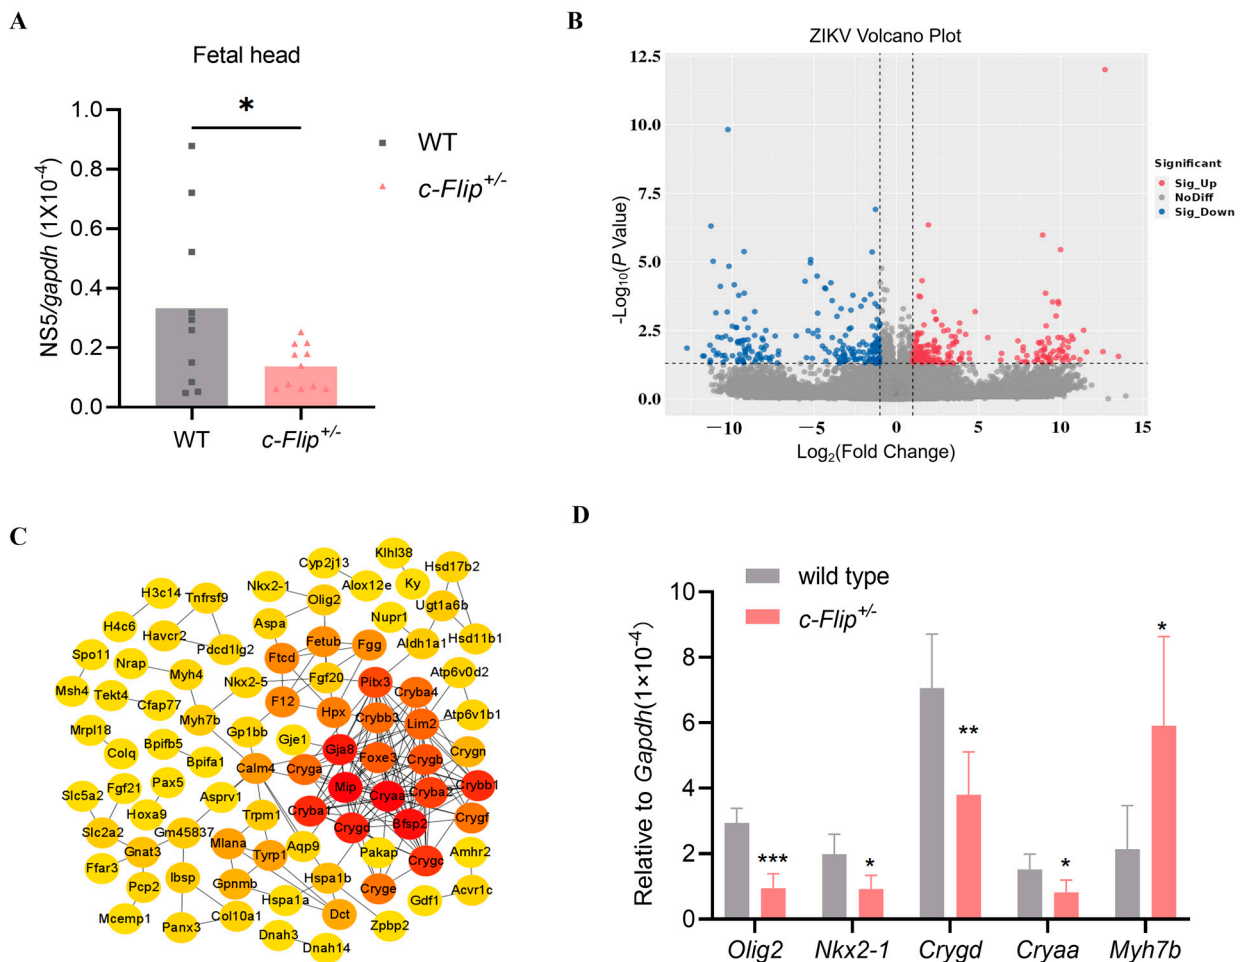 A
Fetal head
*
1.0
0.8
0.6
0.4
0.2
0.0
NS5/gapdh (1X10-4)
WT
c-Flip+/-
WT
c-Flip+/-
B
ZIKV Volcano Plot
12.5
10.0
7.5
5.0
2.5
0.0
-Log10(P Value)
−10 −5 0 5 10 15
Log2(Fold Change)
Significant
Sig_Up
NoDiff
Sig_Down
C
Klhl38
Cyp2j13 Hsd17b2
Nkx2-1 Alox12e Ky
H3c14 Tnfrsf9 Olig2 Ugt1a6b
Aspa Nupr1
H4c6 Havcr2 Fetub Fgg Aldh1a1 Hsd11b1
Pdcd1lg2
Spo11 Nrap Ftcd
Myh4 Nkx2-5 Fgf20 Pitx3 Atp6v0d2
Msh4 Tekt4 Cryba4
Cfap77 F12 Hpx Crybb3 Lim2 Atp6v1b1
Myh7b Gp1bb
Mrpl18 Bpifb5 Gje1 Gja8
Colq Bpifa1 Calm4 Cryga Foxe3 Crygb Crygn
Pax5 Mip Cryaa Cryba2 Crybb1
Slc5a2 Fgf21 Asprv1
Hoxa9 Trpm1 Cryba1 Crygd Bfsp2 Crygf
Slc2a2 Gm45837
Gnat3 Mlana Tyrp1 Aqp9 Pakap Crygc Amhr2
Ffar3
Pcp2 Ibsp Gpnmb Hspa1b Cryge Acvr1c
Hspa1a Gdf1
Mcemp1 Panx3 Col10a1 Dct Zpbp2
Dnah3
Dnah14
D
wild type
c-Flip+/-
10
8
6
4
2
0
Relative to Gapdh(1×10-4)
*** * ** * *
Olig2 Nkx2-1 Crygd Cryaa Myh7b